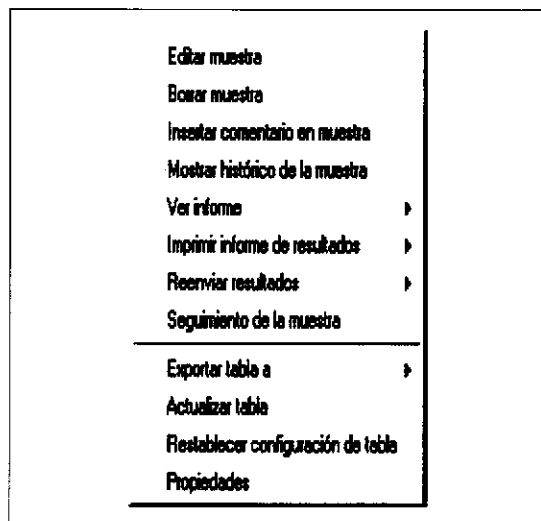 Editar muestra
Borrar muestra
Insertar comentario en muestra
Mostrar histórico de la muestra
Ver informe
Imprimir informe de resultados
Reenviar resultados
Seguimiento de la muestra
Exportar tabla a
Actualizar tabla
Restablecer configuración de tabla
Propiedades